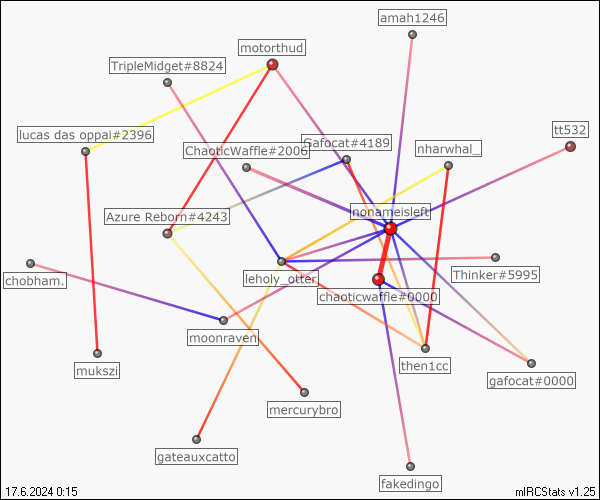 amah1246
motorthud
TripleMidget#8824
tt532
lucas das oppai#2396
Gafocat#4189
ChaoticWaffle#2006
nharwhal_
nonameisleft
Azure Reborn#4243
Thinker#5995
leholy_otter
chobham.
chaoticwaffle#0000
moonraven
then1cc
mukszi
gafocat#0000
mercurybro
gateauxcatto
fakedingo
17.6.2024 0:15
mIRCStats v1.25